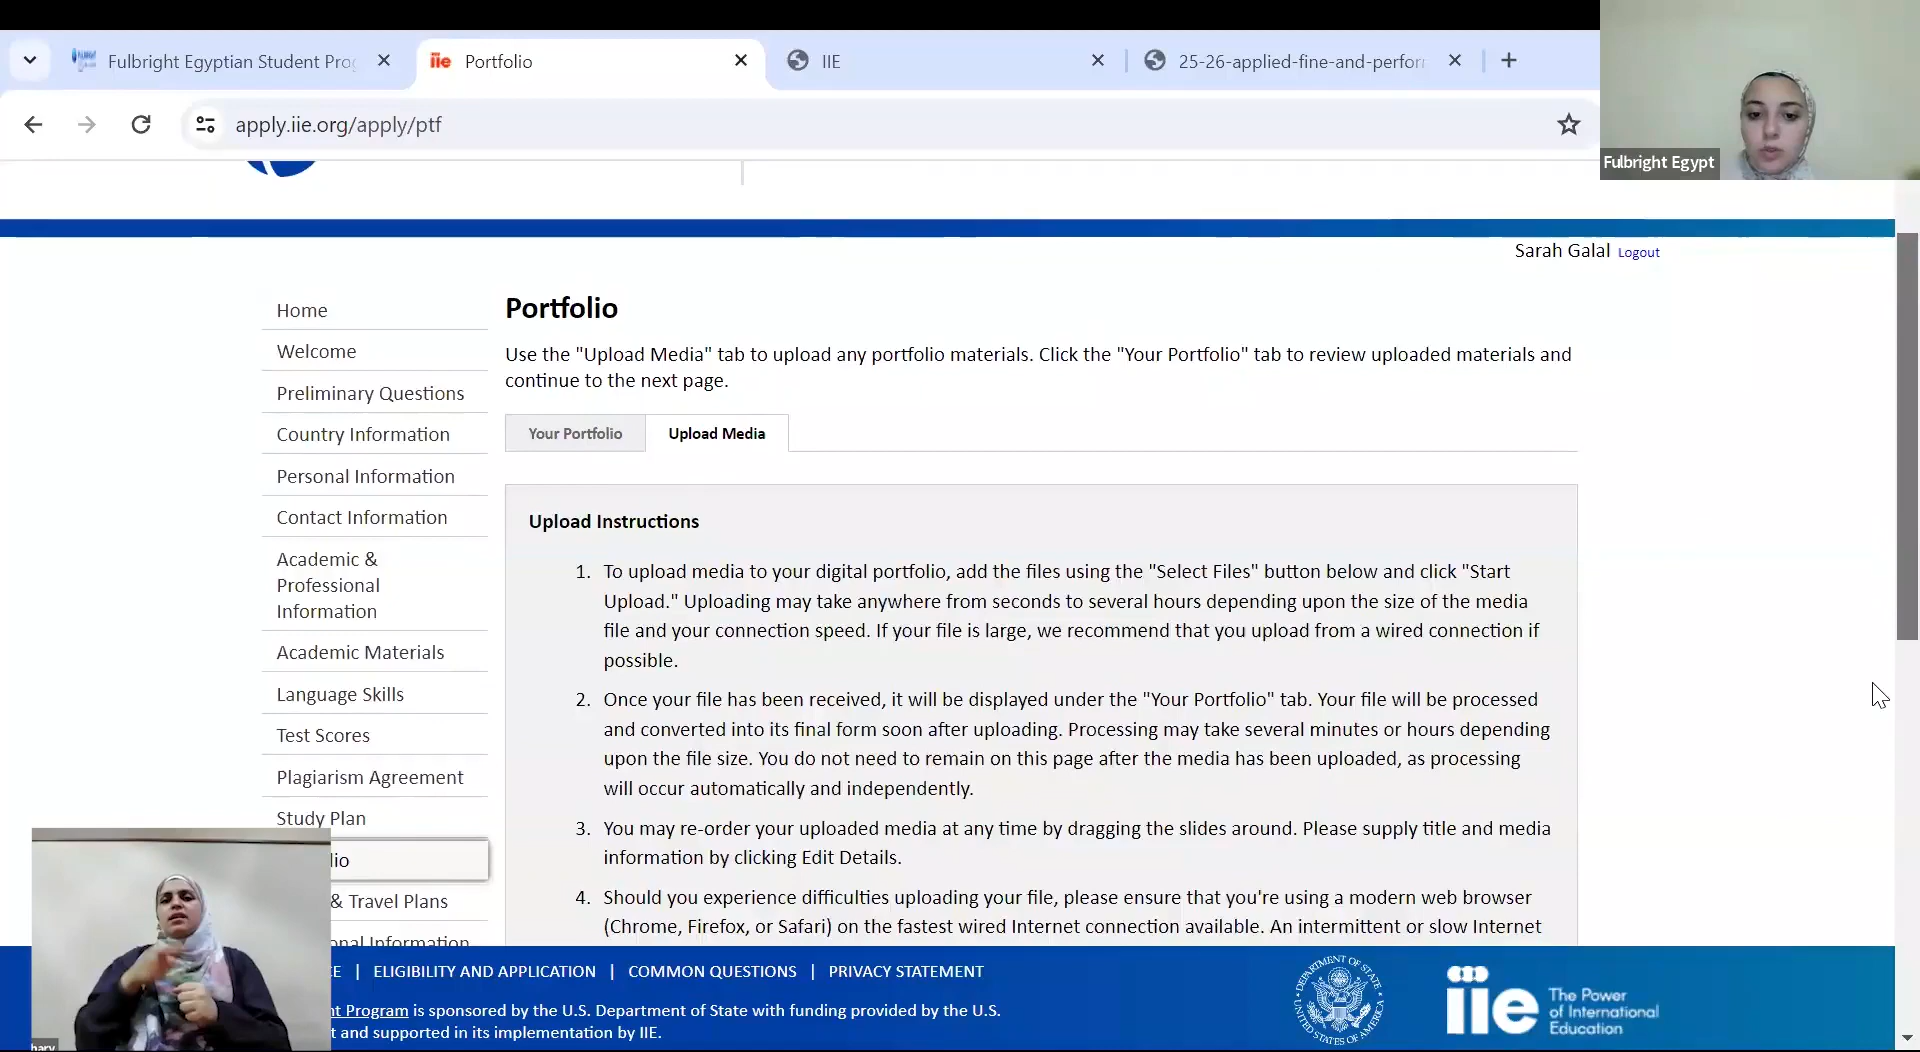 Fulbright Egyptian Student Prog
iie Portfolio
IIE
25-26-applied-fine-and-perforr
apply.iie.org/apply/ptf
Fulbright Egypt
Sarah Galal Logout
Home
Welcome
Preliminary Questions
Country Information
Personal Information
Contact Information
Academic &
Professional
Information
Academic Materials
Language Skills
Test Scores
Plagiarism Agreement
Study Plan
lio
& Travel Plans
onal Information
Portfolio
Use the "Upload Media" tab to upload any portfolio materials. Click the "Your Portfolio" tab to review uploaded materials and
continue to the next page.
Your Portfolio Upload Media
Upload Instructions
1. To upload media to your digital portfolio, add the files using the "Select Files" button below and click "Start
Upload." Uploading may take anywhere from seconds to several hours depending upon the size of the media
file and your connection speed. If your file is large, we recommend that you upload from a wired connection if
possible.
2. Once your file has been received, it will be displayed under the "Your Portfolio" tab. Your file will be processed
and converted into its final form soon after uploading. Processing may take several minutes or hours depending
upon the file size. You do not need to remain on this page after the media has been uploaded, as processing
will occur automatically and independently.
3. You may re-order your uploaded media at any time by dragging the slides around. Please supply title and media
information by clicking Edit Details.
4. Should you experience difficulties uploading your file, please ensure that you're using a modern web browser
(Chrome, Firefox, or Safari) on the fastest wired Internet connection available. An intermittent or slow Internet
CE | ELIGIBILITY AND APPLICATION | COMMON QUESTIONS | PRIVACY STATEMENT
nt Program is sponsored by the U.S. Department of State with funding provided by the U.S.
t and supported in its implementation by IIE.
DEPARTMENT OF STATE
UNITED STATES OF AMERICA
iie
The Power
of International
Education